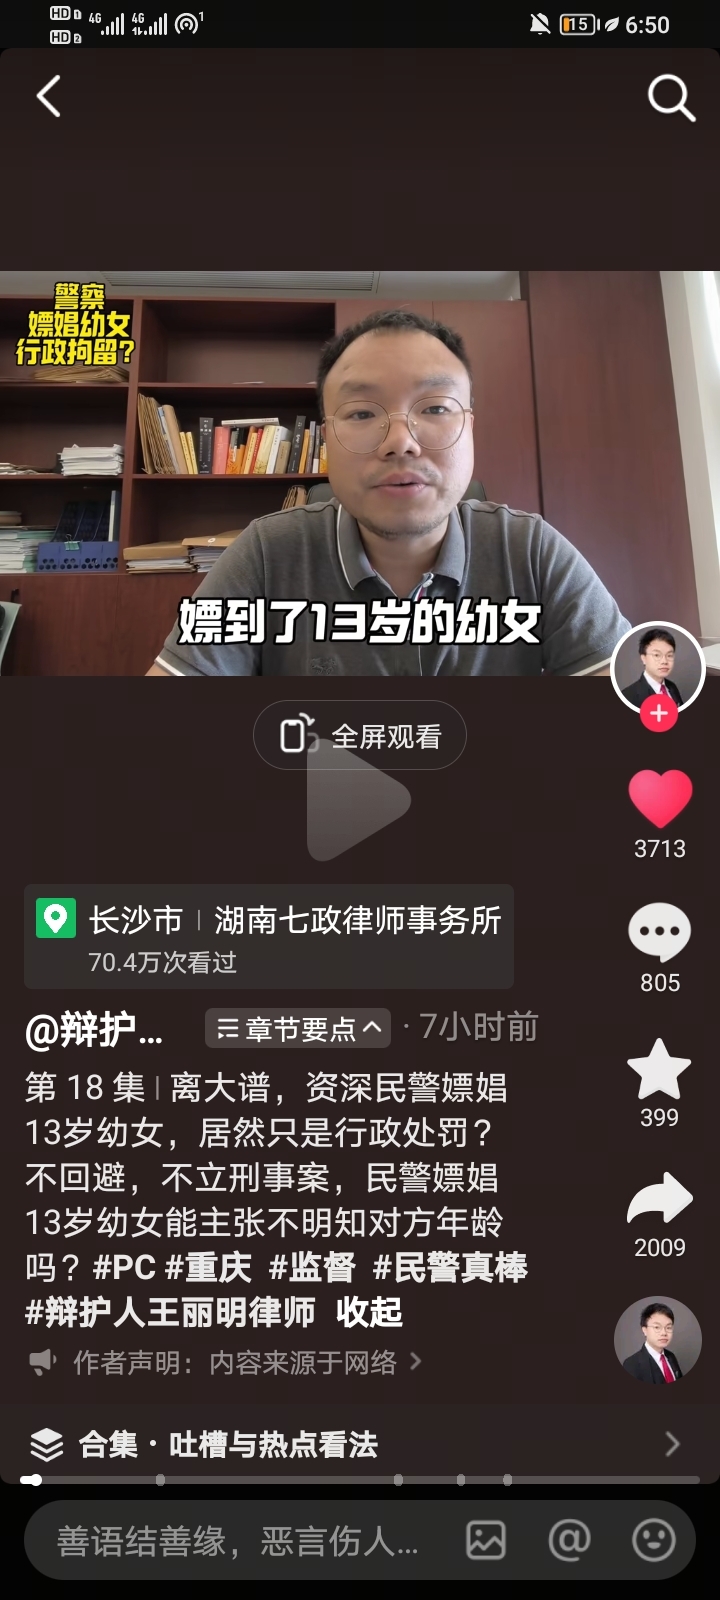 HD 1 4G 4G 1 15 6:50
HD 2
警察
嫖娼幼女
行政拘留?
嫖到了13岁的幼女
全屏观看
3713
长沙市 | 湖南七政律师事务所
70.4万次看过
805
@辩护... 章节要点 · 7小时前
第 18 集 | 离大谱，资深民警嫖娼
13岁幼女，居然只是行政处罚？
399
不回避，不立刑事案，民警嫖娼
13岁幼女能主张不明知对方年龄
2009
吗？#PC #重庆 #监督 #民警真棒
#辩护人王丽明律师 收起
作者声明：内容来源于网络
合集 · 吐槽与热点看法
善语结善缘，恶言伤人...